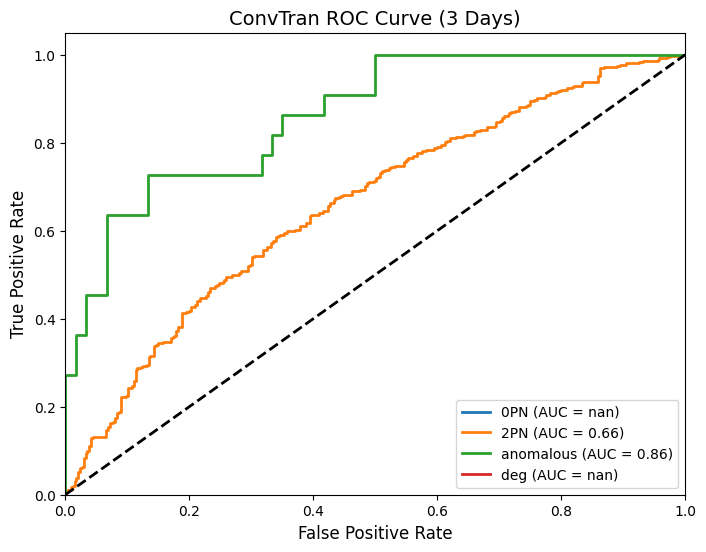 ConvTran ROC Curve (3 Days)
True Positive Rate
1.0
0.8
0.6
0.4
0.2
0.0
0.0 0.2 0.4 0.6 0.8 1.0
False Positive Rate
0PN (AUC = nan)
2PN (AUC = 0.66)
anomalous (AUC = 0.86)
deg (AUC = nan)